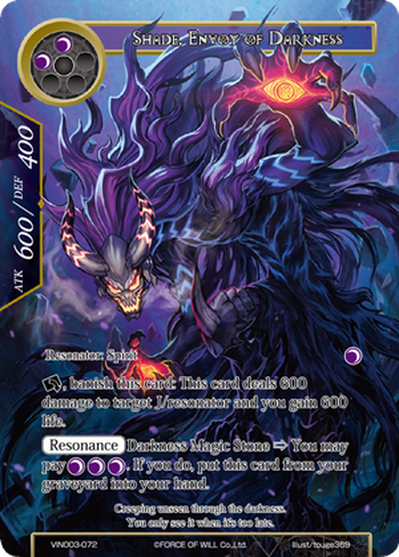 Shade, Envoy of Darkness
ATK 600 / DEF 400
Resonator: Spirit
, banish this card: This card deals 600
damage to target J/resonator and you gain 600
life.
Resonance Darkness Magic Stone ⇨ You may
pay. If you do, put this card from your
graveyard into your hand.
Creeping unseen through the darkness.
You only see it when it's too late.
VIN003-072 ©FORCE OF WILL Co.,Ltd. Illust/touge369